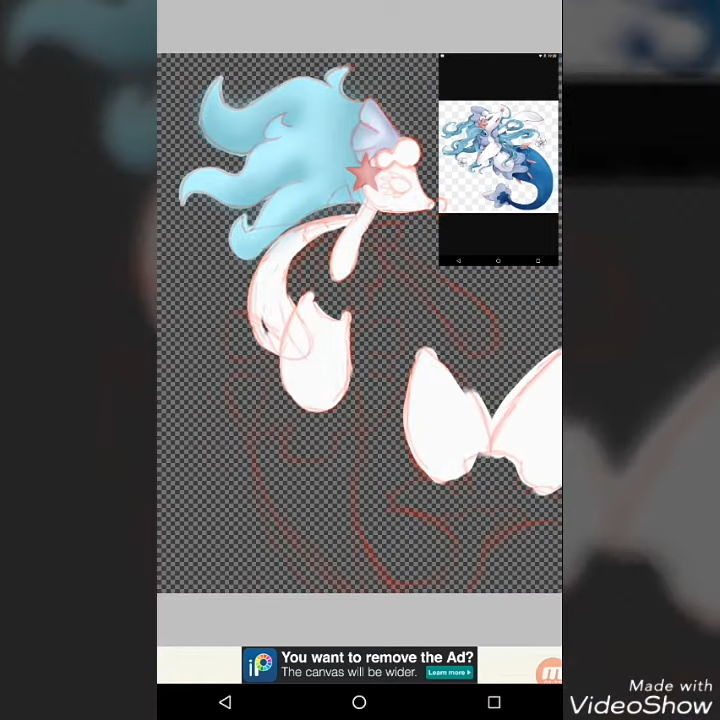 You want to remove the Ad?
The canvas will be wider.
Learn more
Made with
VideoShow